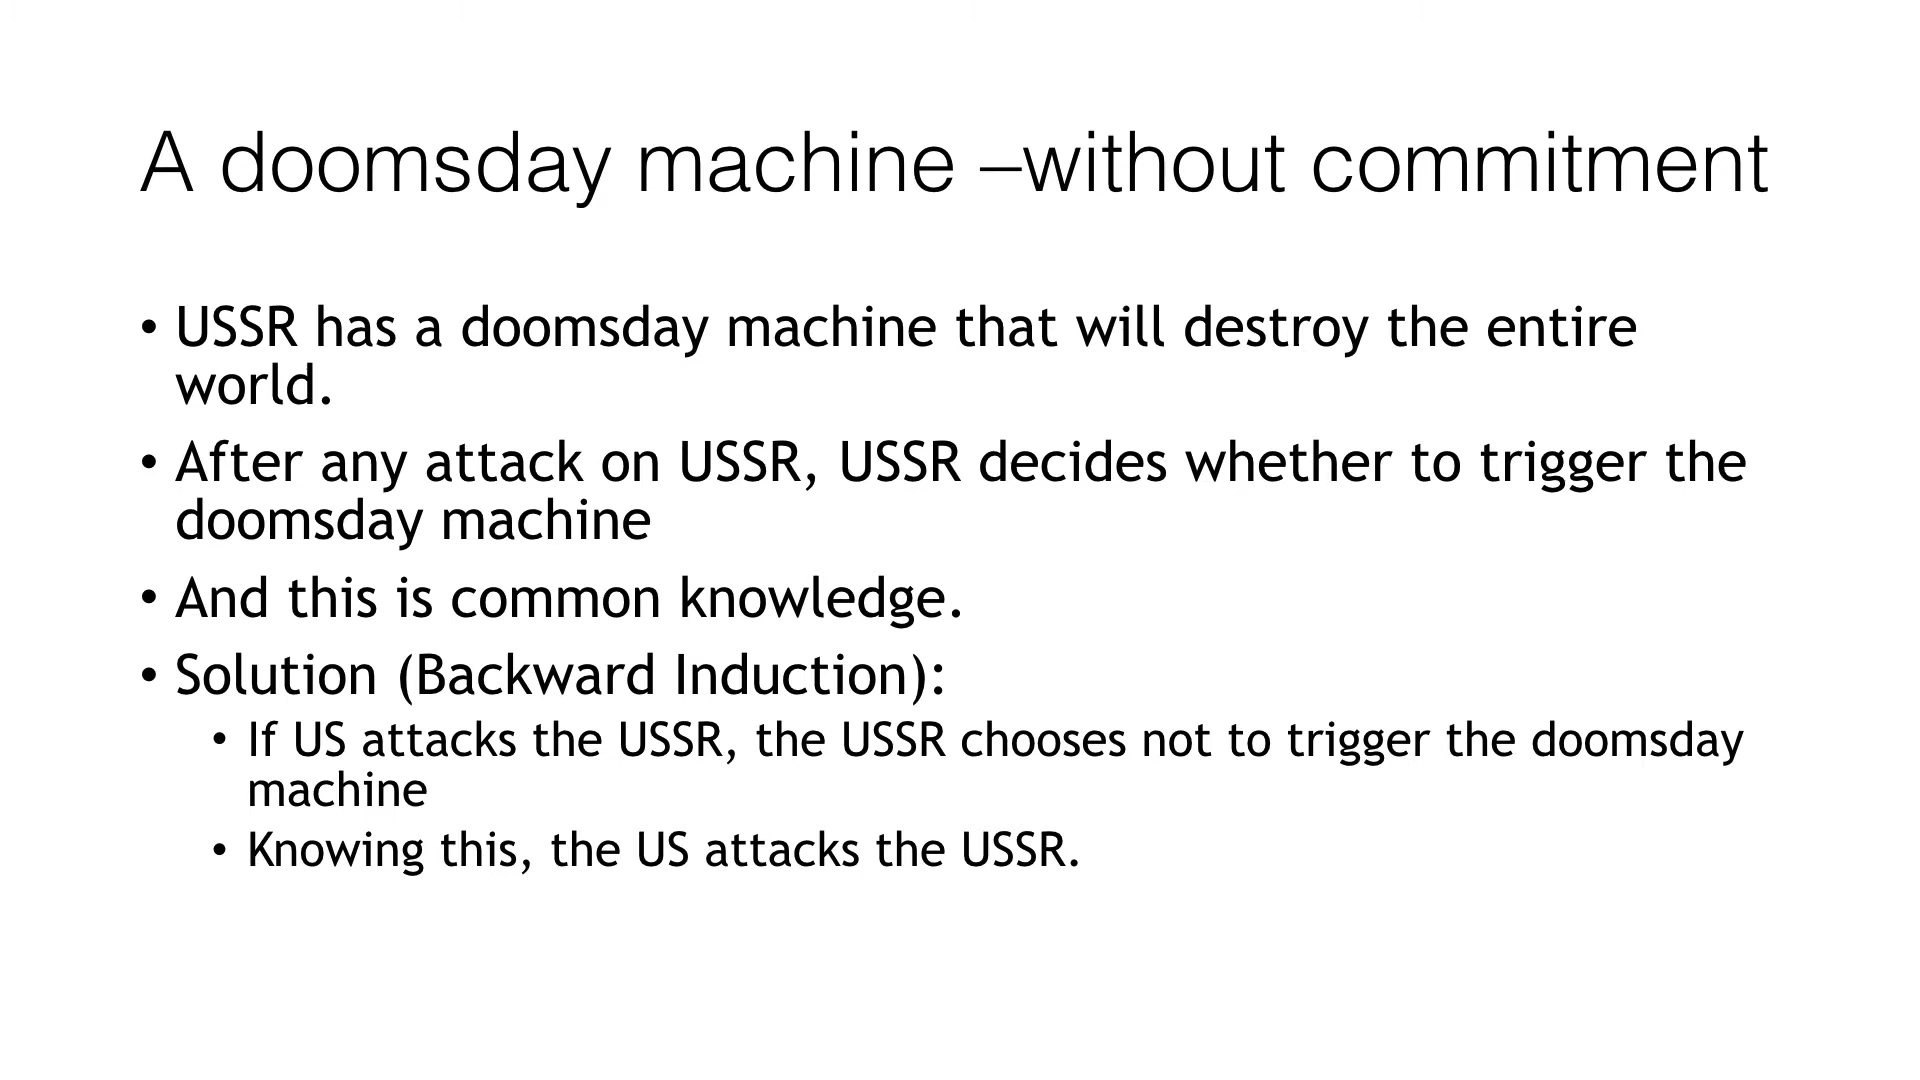 A doomsday machine –without commitment
• USSR has a doomsday machine that will destroy the entire
world.
• After any attack on USSR, USSR decides whether to trigger the
doomsday machine
• And this is common knowledge.
• Solution (Backward Induction):
• If US attacks the USSR, the USSR chooses not to trigger the doomsday
machine
• Knowing this, the US attacks the USSR.